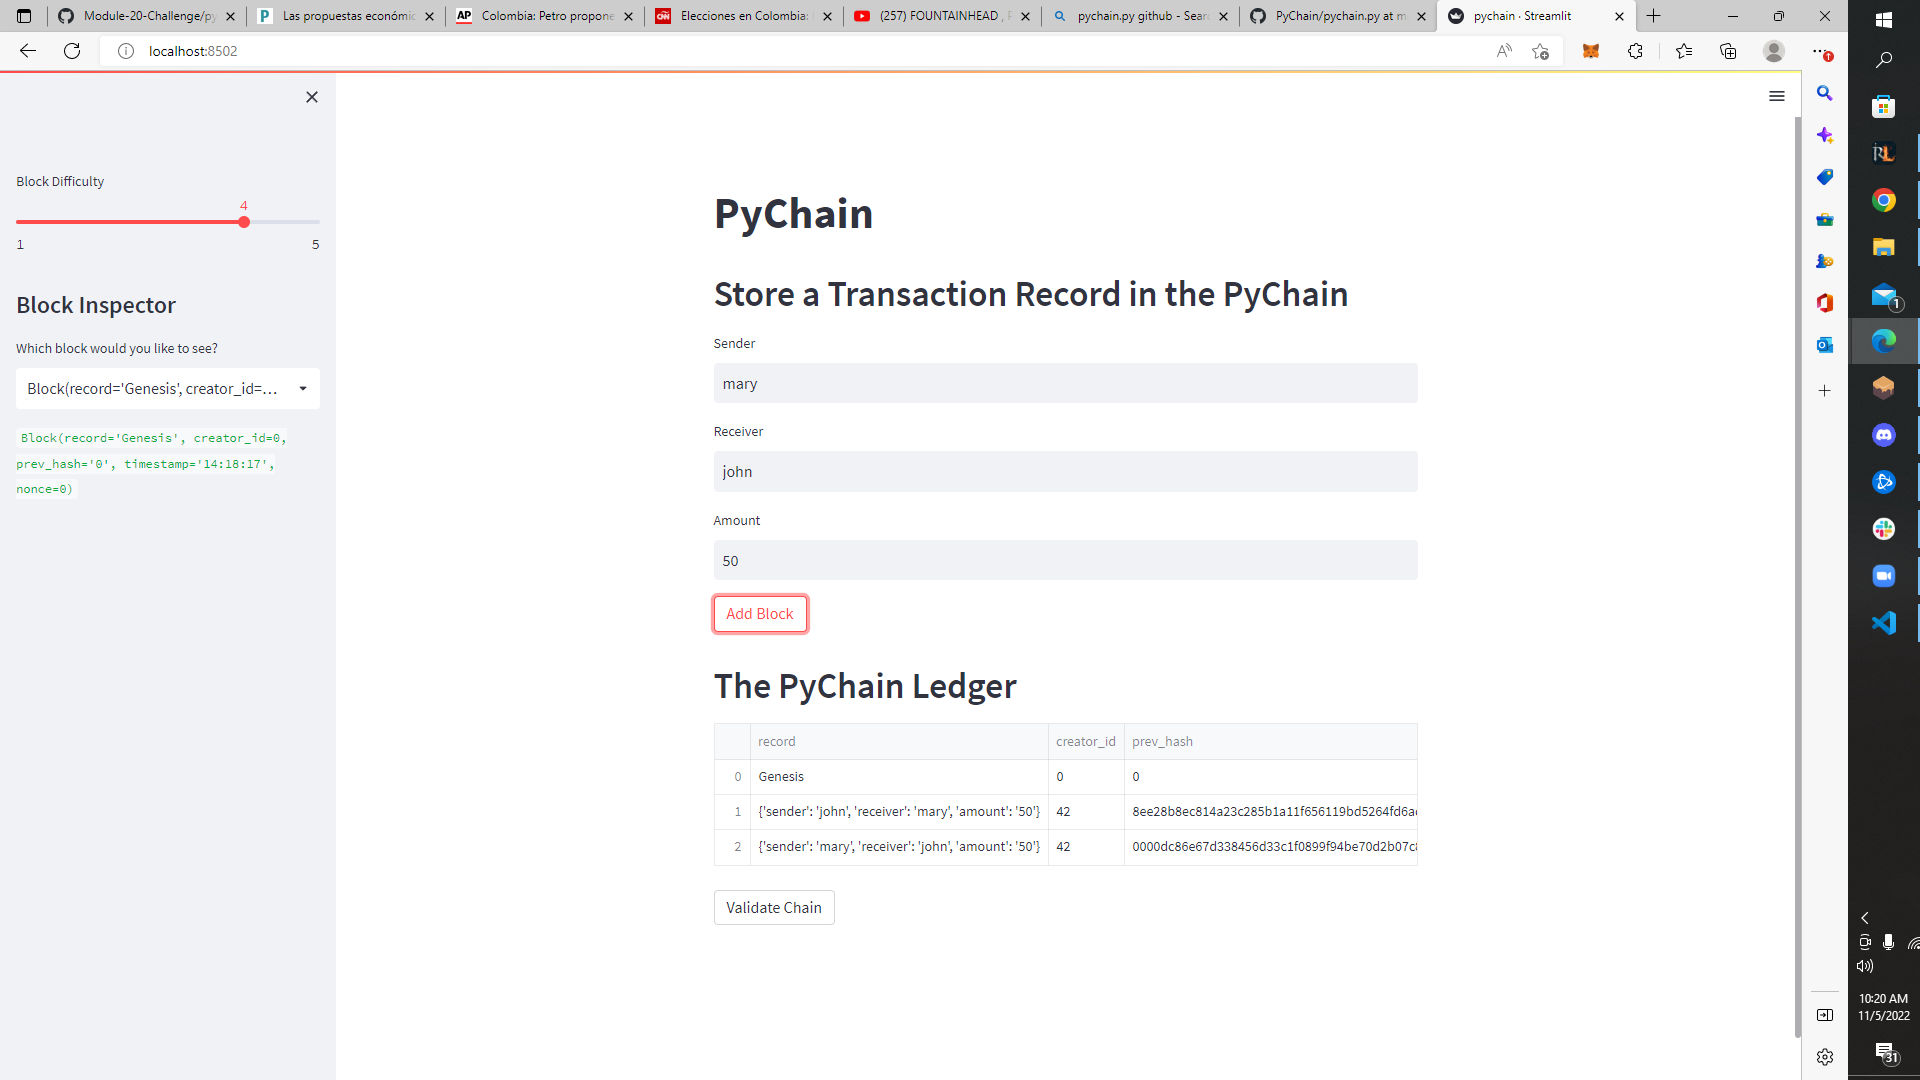 Module-20-Challenge/py
Las propuestas económic
Colombia: Petro propone
Elecciones en Colombia:
(257) FOUNTAINHEAD ,
pychain.py github - Sear
PyChain/pychain.py at m
pychain · Streamlit
localhost:8502
Block Difficulty
4
1
5
Block Inspector
Which block would you like to see?
Block(record='Genesis', creator_id=...
Block(record='Genesis', creator_id=0,
prev_hash='0', timestamp='14:18:17',
nonce=0)
PyChain
Store a Transaction Record in the PyChain
Sender
mary
Receiver
john
Amount
50
Add Block
The PyChain Ledger
record creator_id prev_hash
0 Genesis 0 0
1 {'sender': 'john', 'receiver': 'mary', 'amount': '50'} 42 8ee28b8ec814a23c285b1a11f656119bd5264fd6a
2 {'sender': 'mary', 'receiver': 'john', 'amount': '50'} 42 0000dc86e67d338456d33c1f0899f94be70d2b07c
Validate Chain
1
10:20 AM
11/5/2022
31